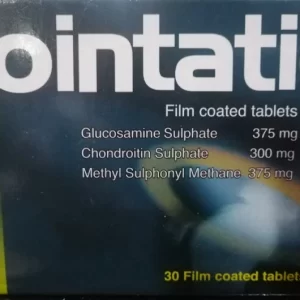 ointati
Film coated tablets
Glucosamine Sulphate 375 mg
Chondroitin Sulphate 300 mg
Methyl Sulphonyl Methane 375 mg
30 Film coated tablet